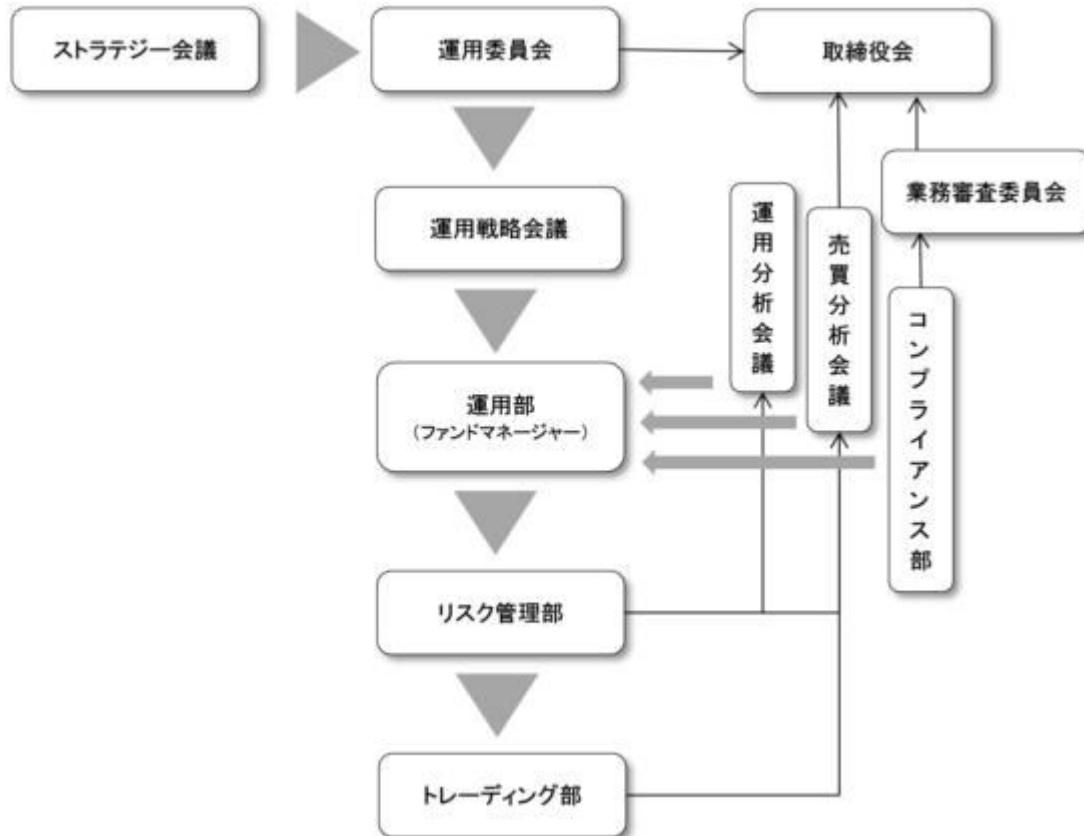 ストラテジー会議
運用委員会
取締役会
業務審査委員会
運用戦略会議
運用分析会議
売買分析会議
コンプライアンス部
運用部
(ファンドマネージャー)
リスク管理部
トレーディング部